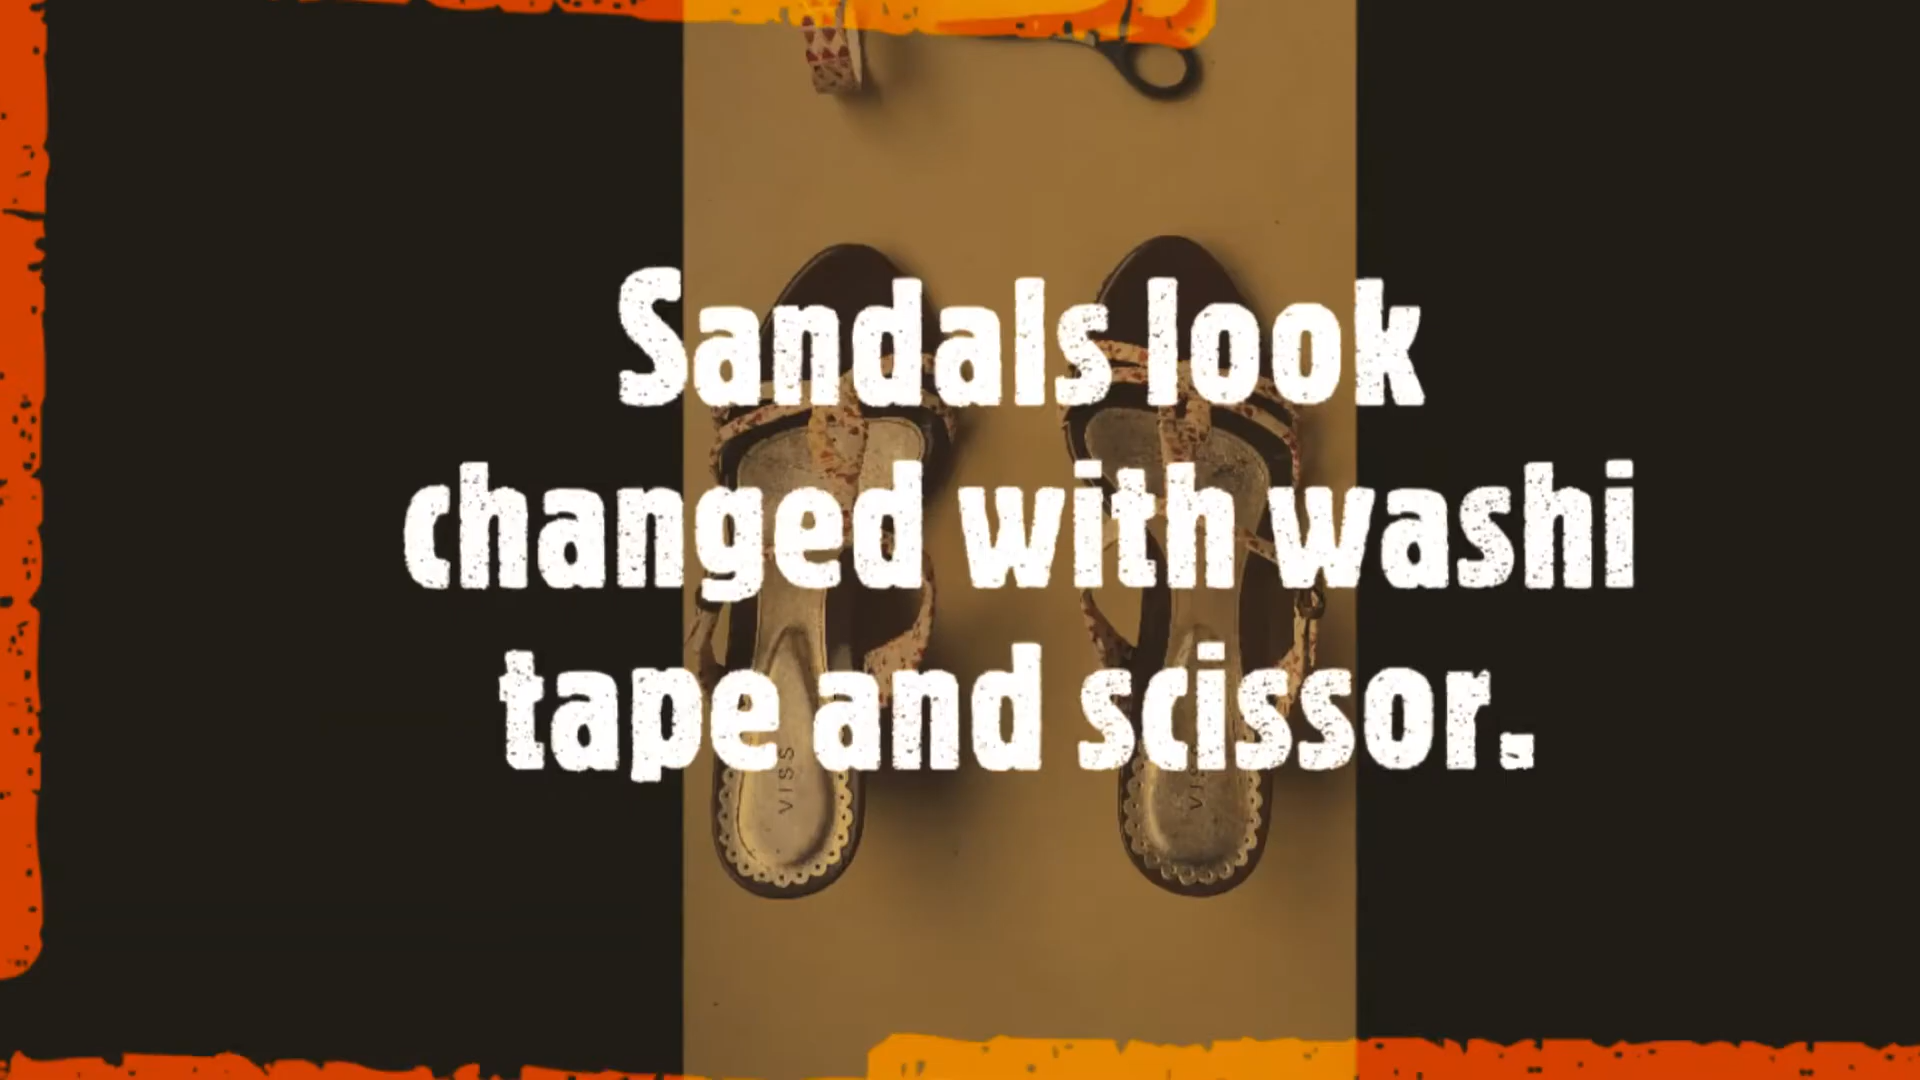 Sandals look
changed with washi
tape and scissor.
VISS
VISS